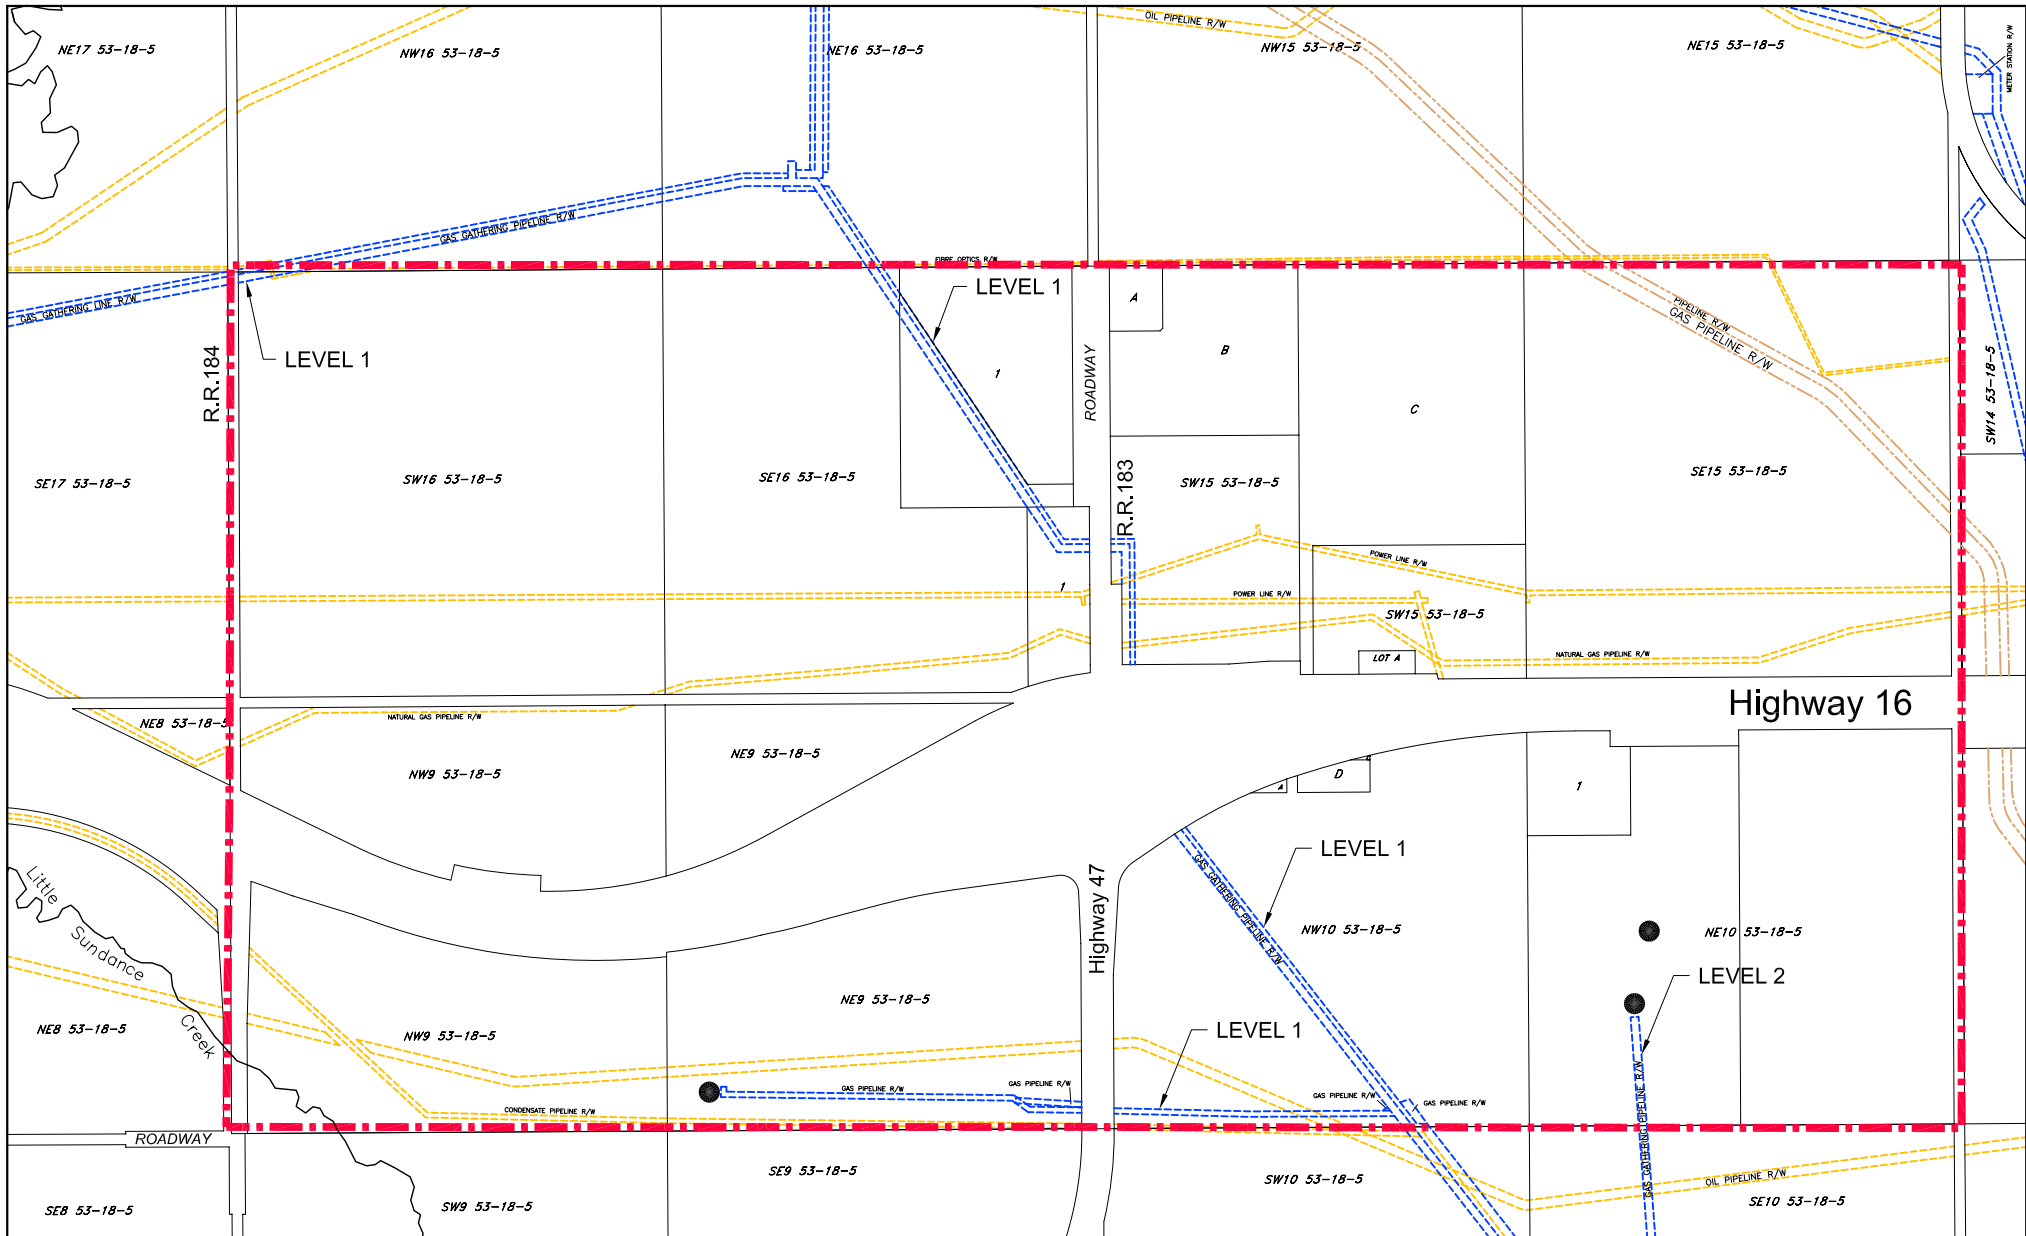 NE17 53-18-5
NW16 53-18-5
NE16 53-18-5
OIL PIPELINE R/W
NW15 53-18-5
NE15 53-18-5
METER STATION R/W
GAS GATHERING PIPELINE R/W
FIBRE OPTICS R/W
GAS GATHERING LINE R/W
LEVEL 1
LEVEL 1
R.R.184
ROADWAY
A
B
C
1
PIPELINE R/W
GAS PIPELINE R/W
SW14 53-18-5
SE17 53-18-5
SW16 53-18-5
SE16 53-18-5
R.R.183
SW15 53-18-5
SE15 53-18-5
POWER LINE R/W
1
POWER LINE R/W
SW15 53-18-5
LOT A
NATURAL GAS PIPELINE R/W
Highway 16
NE8 53-18-5
NATURAL GAS PIPELINE R/W
NW9 53-18-5
NE9 53-18-5
A
D
1
LEVEL 1
GAS GATHERING PIPELINE R/W
Little
Sundance
Creek
Highway 47
NW10 53-18-5
NE10 53-18-5
LEVEL 2
NE8 53-18-5
NW9 53-18-5
NE9 53-18-5
LEVEL 1
GAS PIPELINE R/W
GAS PIPELINE R/W
GAS PIPELINE R/W
GAS PIPELINE R/W
CONDENSATE PIPELINE R/W
GAS GATHERING PIPELINE R/W
ROADWAY
SE8 53-18-5
SW9 53-18-5
SE9 53-18-5
SW10 53-18-5
OIL PIPELINE R/W
SE10 53-18-5